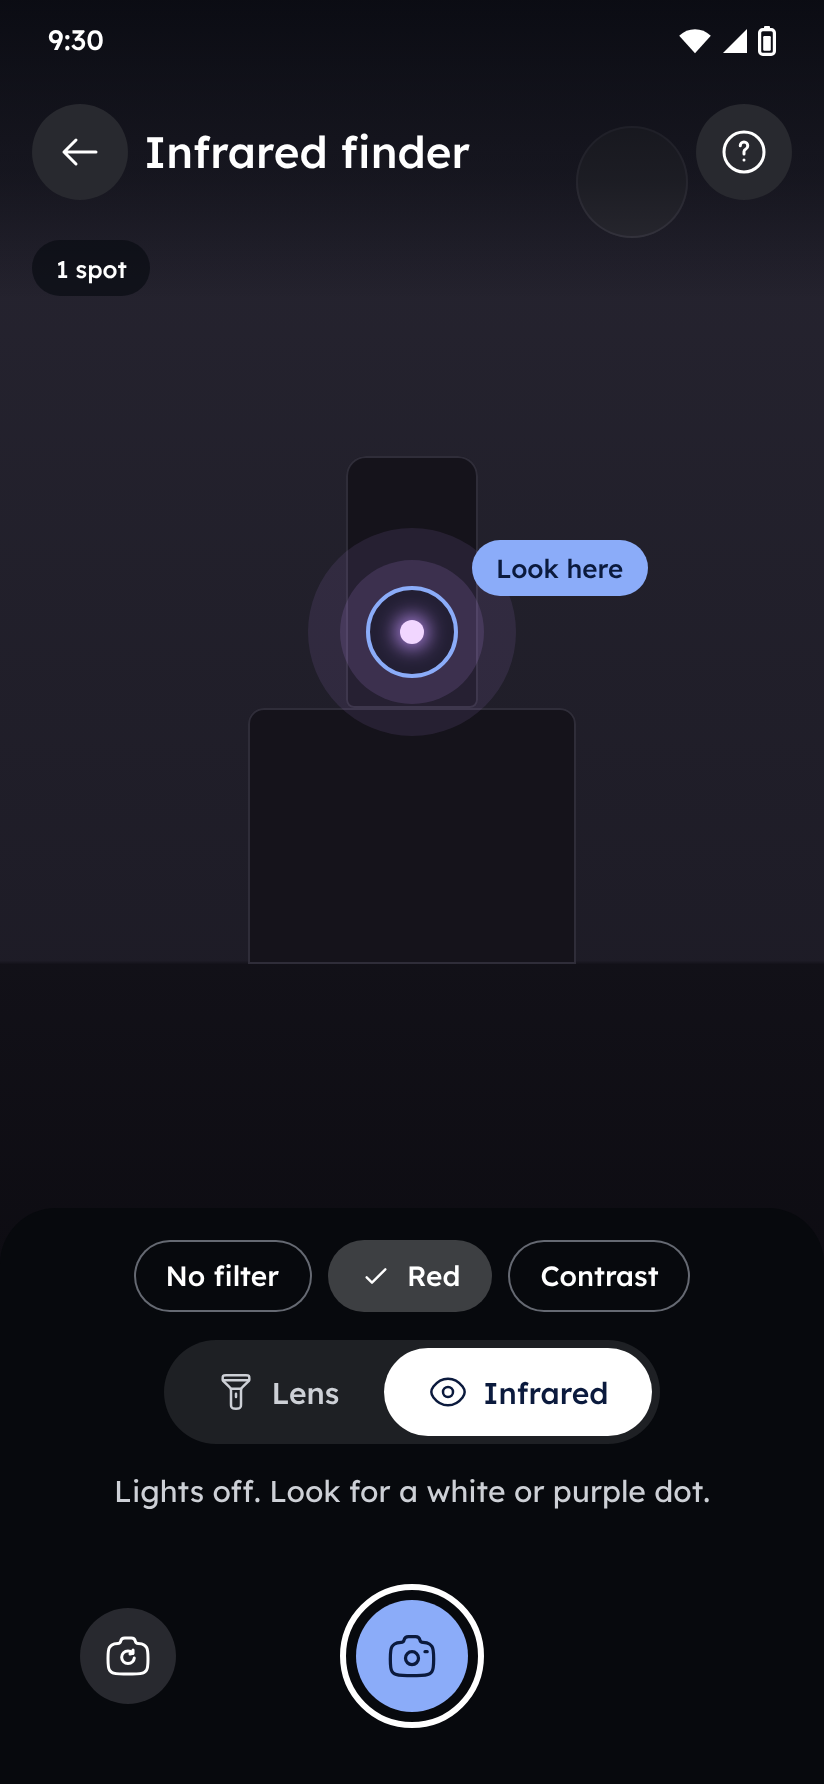 9:30
Infrared finder
1 spot
Look here
No filter
Red
Contrast
Lens
Infrared
Lights off. Look for a white or purple dot.